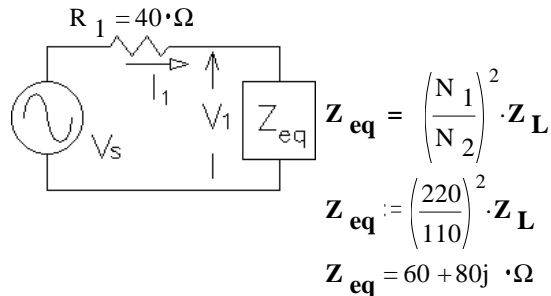 R 1 = 40·Ω
I1
V1
Vs
Zeq
Z eq = (N 1 / N 2)^2 · Z L
Z eq := (220 / 110)^2 · Z L
Z eq = 60 + 80j ·Ω